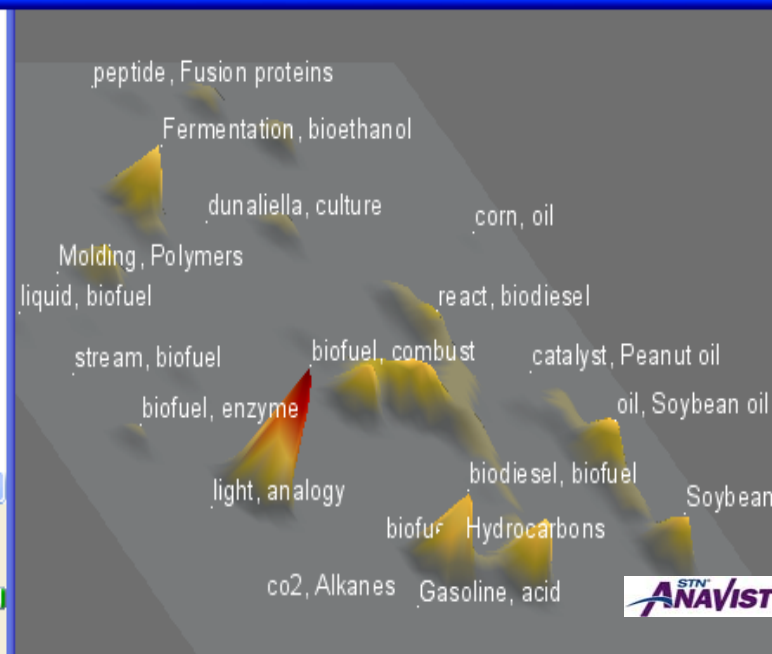 peptide, Fusion proteins
Fermentation, bioethanol
dunaliella, culture
corn, oil
Molding, Polymers
liquid, biofuel
react, biodiesel
biofuel, combust
stream, biofuel
catalyst, Peanut oil
biofuel, enzyme
oil, Soybean oil
biodiesel, biofuel
light, analogy
Soybean
Hydrocarbons
co2, Alkanes
Gasoline, acid
STN
ANAVIST